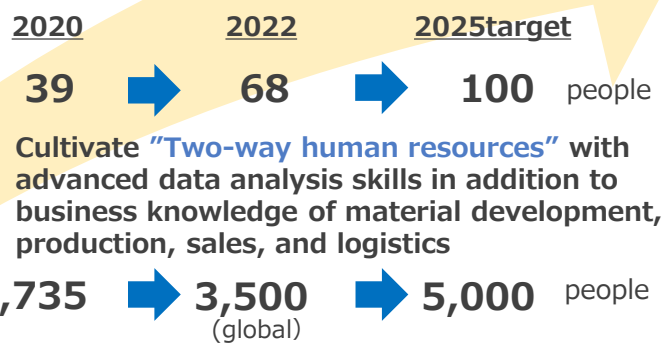 2020 2022 2025target
39 68 100 people
Cultivate ”Two-way human resources” with
advanced data analysis skills in addition to
business knowledge of material development,
production, sales, and logistics
,735 3,500 5,000 people
(global）